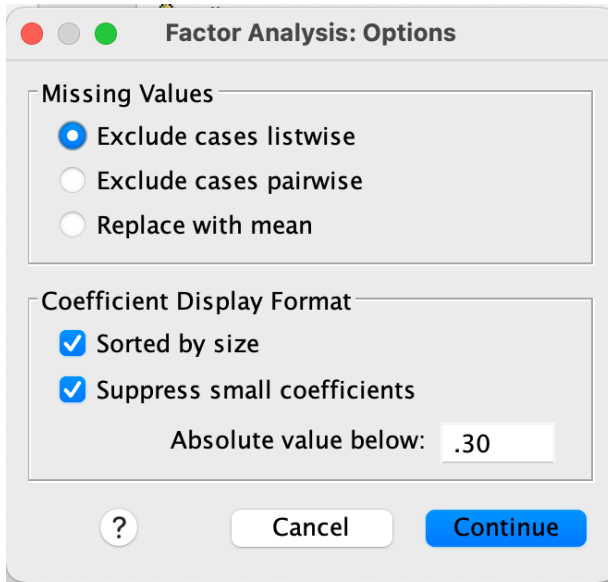 Factor Analysis: Options
Missing Values
Exclude cases listwise
Exclude cases pairwise
Replace with mean
Coefficient Display Format
Sorted by size
Suppress small coefficients
Absolute value below: .30
? Cancel Continue